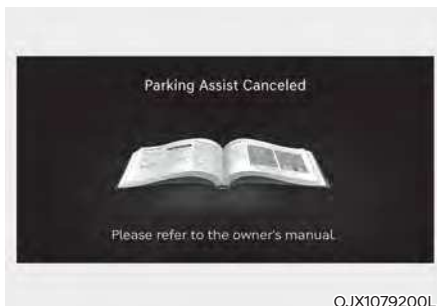 Parking Assist Canceled
Please refer to the owner's manual.
OJX1079200L